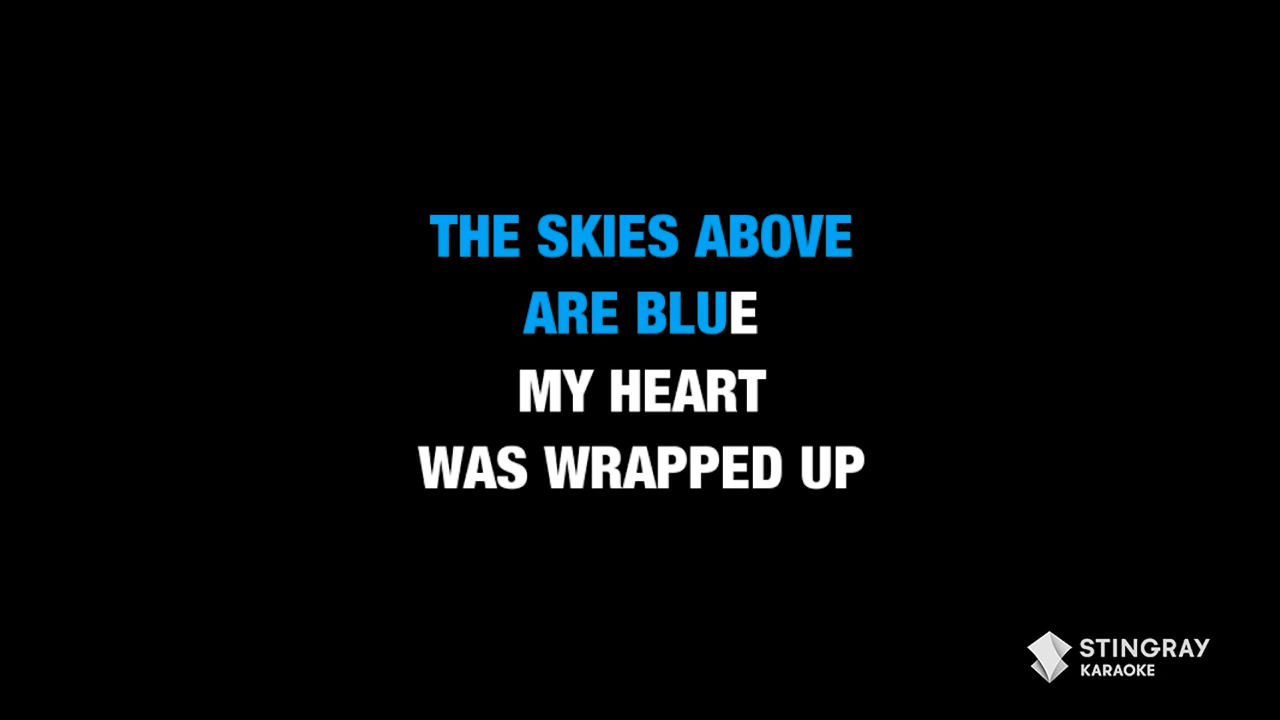 THE SKIES ABOVE
ARE BLUE
MY HEART
WAS WRAPPED UP
STINGRAY
KARAOKE